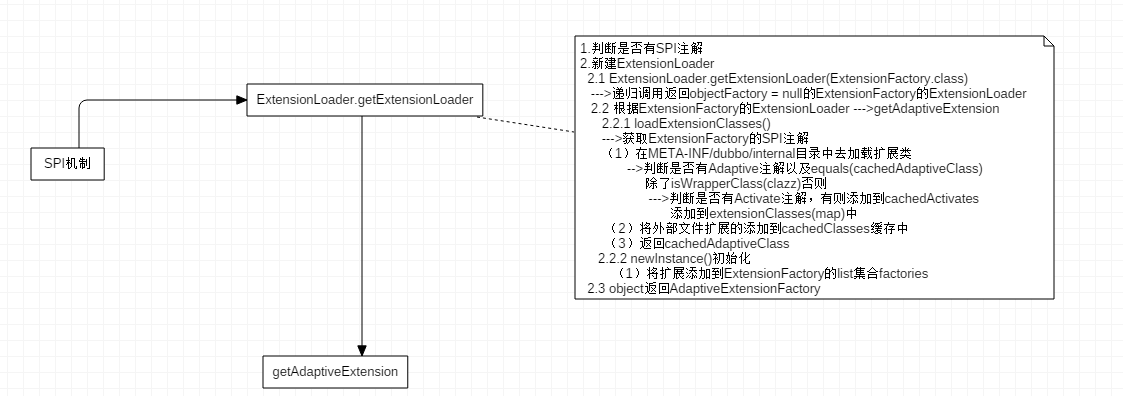 SPI机制
ExtensionLoader.getExtensionLoader
getAdaptiveExtension
1.判断是否有SPI注解
2.新建ExtensionLoader
2.1 ExtensionLoader.getExtensionLoader(ExtensionFactory.class)
--->递归调用返回objectFactory = null的ExtensionFactory的ExtensionLoader
2.2 根据ExtensionFactory的ExtensionLoader --->getAdaptiveExtension
2.2.1 loadExtensionClasses()
--->获取ExtensionFactory的SPI注解
（1）在META-INF/dubbo/internal目录中去加载扩展类
-->判断是否有Adaptive注解以及equals(cachedAdaptiveClass)
除了isWrapperClass(clazz)否则
--->判断是否有Activate注解，有则添加到cachedActivates
添加到extensionClasses(map)中
（2）将外部文件扩展的添加到cachedClasses缓存中
（3）返回cachedAdaptiveClass
2.2.2 newInstance()初始化
（1）将扩展添加到ExtensionFactory的list集合factories
2.3 object返回AdaptiveExtensionFactory